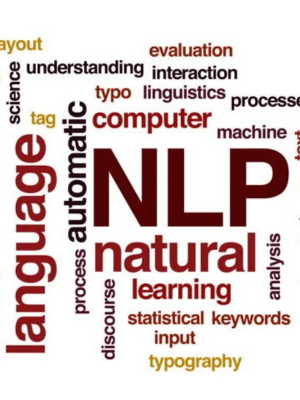 ayout
evaluation
science
understanding
interaction
typo
linguistics
processe
tag
computer
machine
language
automatic
NLP
process
natural
analysis
discourse
learning
statistical
keywords
input
typography